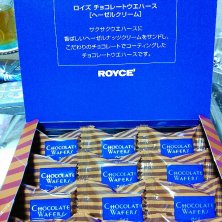 ロイズ チョコレートウエハース
[ヘーゼルクリーム]
サクサクウエハースに
香ばしいヘーゼルナッツクリームをサンドし、
こだわりのチョコレートでコーティングした
チョコレートウエハースです。
ROYCE'
CHOCOLATE WAFERS
CHOCOLATE WAFERS
CHOCOLATE WAFERS
CHOCOLATE WAFERS
CHOCOLATE WAFERS
CHOCOLATE WAFERS
CHOCOLATE
CHOCOLATE
CHOCOLATE